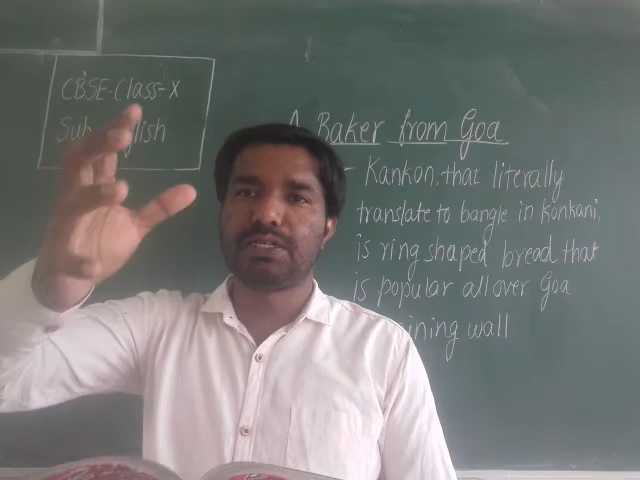 CBSE-Class-X
Sub English
A Baker from Goa
- Kankon, that literally
translate to bangle in Konkani,
is ring shaped bread that
is popular all over Goa
wall